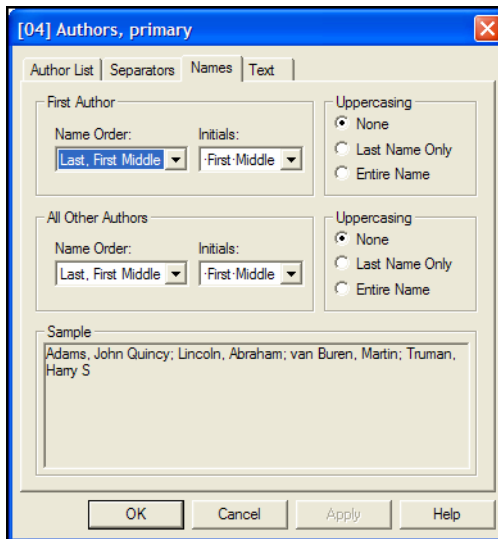 [04] Authors, primary
Author List Separators Names Text
First Author
Name Order: Initials:
Last, First Middle ·First·Middle
Uppercasing
None
Last Name Only
Entire Name
All Other Authors
Name Order: Initials:
Last, First Middle ·First·Middle
Uppercasing
None
Last Name Only
Entire Name
Sample
Adams, John Quincy; Lincoln, Abraham; van Buren, Martin; Truman,
Harry S
OK Cancel Apply Help